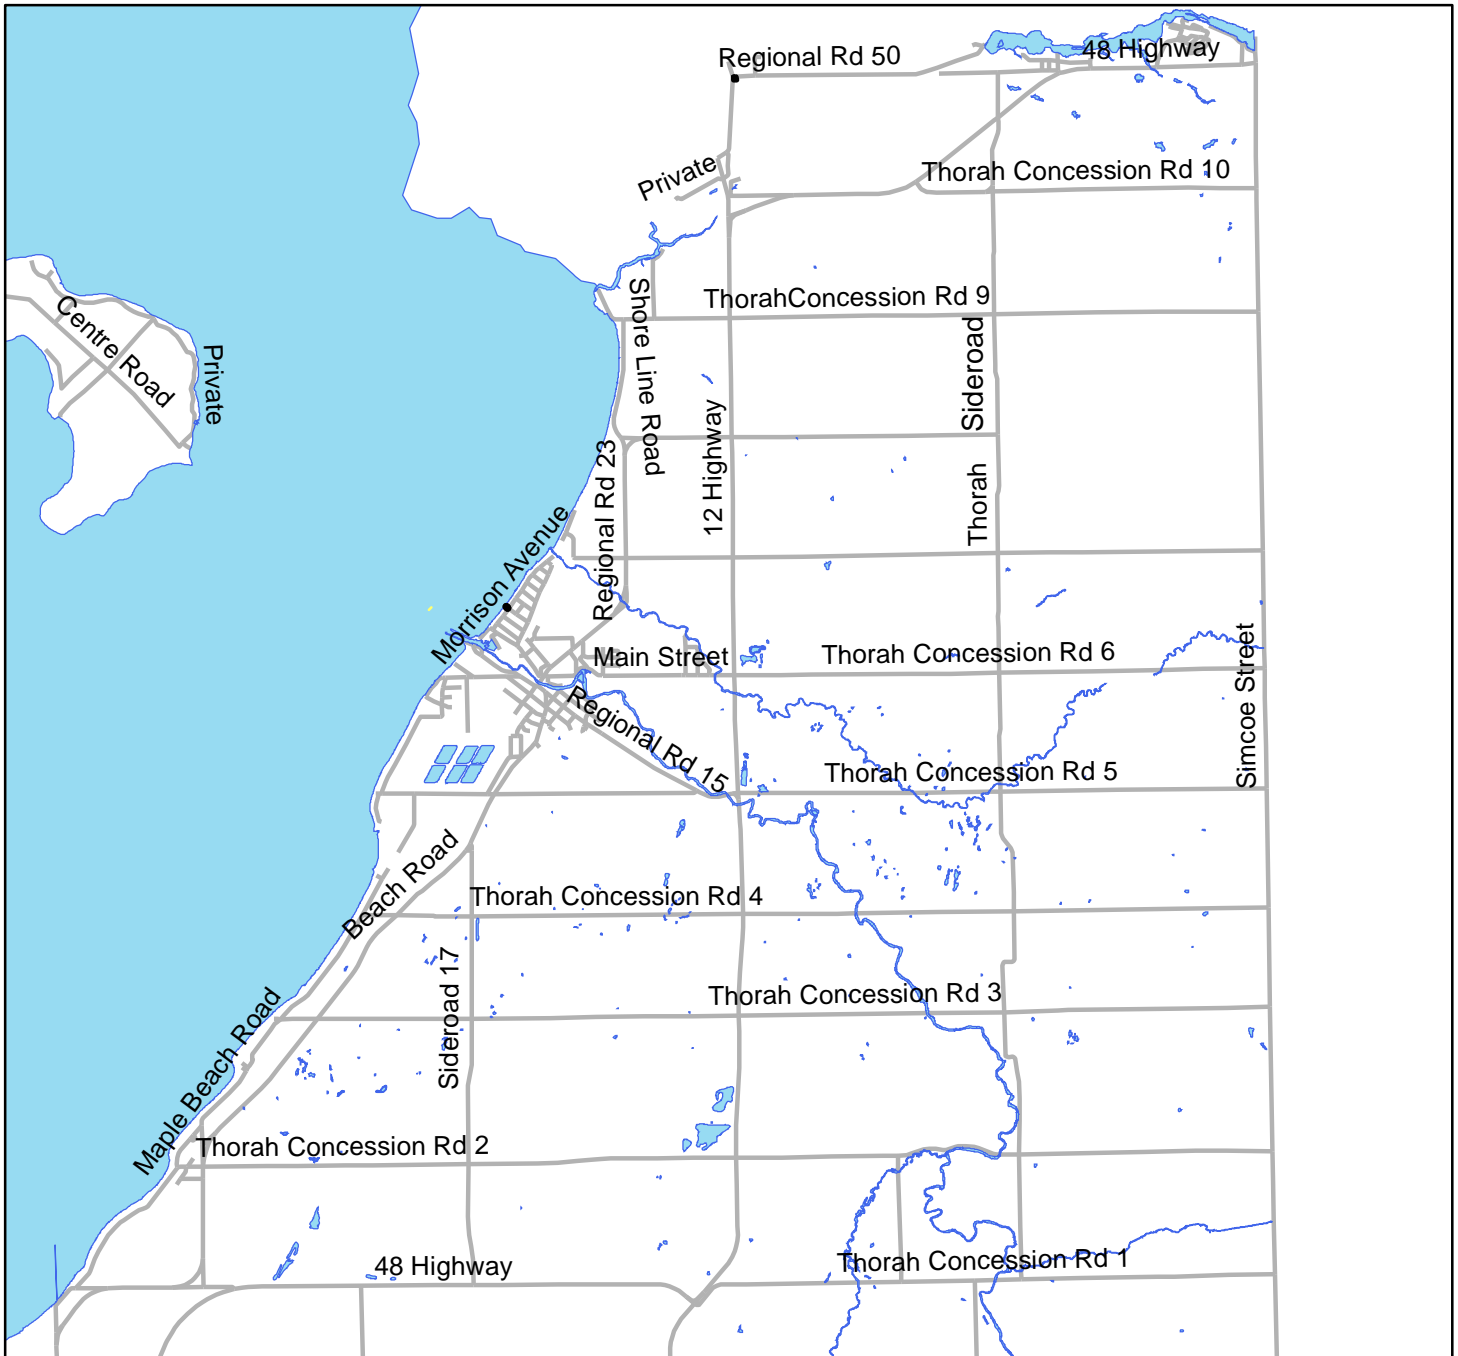 Regional Rd 50
48 Highway
Private
Thorah Concession Rd 10
Shore Line Road
ThorahConcession Rd 9
Centre Road
Private
Sideroad
Thorah
12 Highway
Regional Rd 23
Morrison Avenue
Main Street
Thorah Concession Rd 6
Simcoe Street
Regional Rd 15
Thorah Concession Rd 5
Beach Road
Thorah Concession Rd 4
Sideroad 17
Thorah Concession Rd 3
Maple Beach Road
Thorah Concession Rd 2
48 Highway
Thorah Concession Rd 1